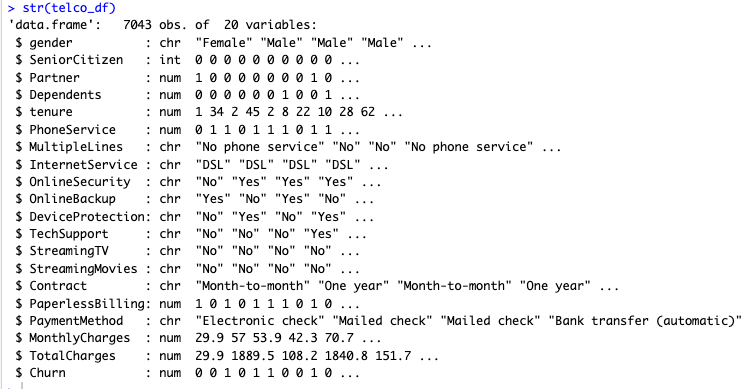 > str(telco_df)
'data.frame':   7043 obs. of  20 variables:
 $ gender          : chr  "Female" "Male" "Male" "Male" ...
 $ SeniorCitizen   : int  0 0 0 0 0 0 0 0 0 0 ...
 $ Partner         : num  1 0 0 0 0 0 0 0 1 0 ...
 $ Dependents      : num  0 0 0 0 0 0 1 0 0 1 ...
 $ tenure          : num  1 34 2 45 2 8 22 10 28 62 ...
 $ PhoneService    : num  0 1 1 0 1 1 1 0 1 1 ...
 $ MultipleLines   : chr  "No phone service" "No" "No" "No phone service" ...
 $ InternetService : chr  "DSL" "DSL" "DSL" "DSL" ...
 $ OnlineSecurity  : chr  "No" "Yes" "Yes" "Yes" ...
 $ OnlineBackup    : chr  "Yes" "No" "Yes" "No" ...
 $ DeviceProtection: chr  "No" "Yes" "No" "Yes" ...
 $ TechSupport     : chr  "No" "No" "No" "Yes" ...
 $ StreamingTV     : chr  "No" "No" "No" "No" ...
 $ StreamingMovies : chr  "No" "No" "No" "No" ...
 $ Contract        : chr  "Month-to-month" "One year" "Month-to-month" "One year" ...
 $ PaperlessBilling: num  1 0 1 0 1 1 1 0 1 0 ...
 $ PaymentMethod   : chr  "Electronic check" "Mailed check" "Mailed check" "Bank transfer (automatic)"
 $ MonthlyCharges  : num  29.9 57 53.9 42.3 70.7 ...
 $ TotalCharges    : num  29.9 1889.5 108.2 1840.8 151.7 ...
 $ Churn           : num  0 0 1 0 1 1 0 0 1 0 ...